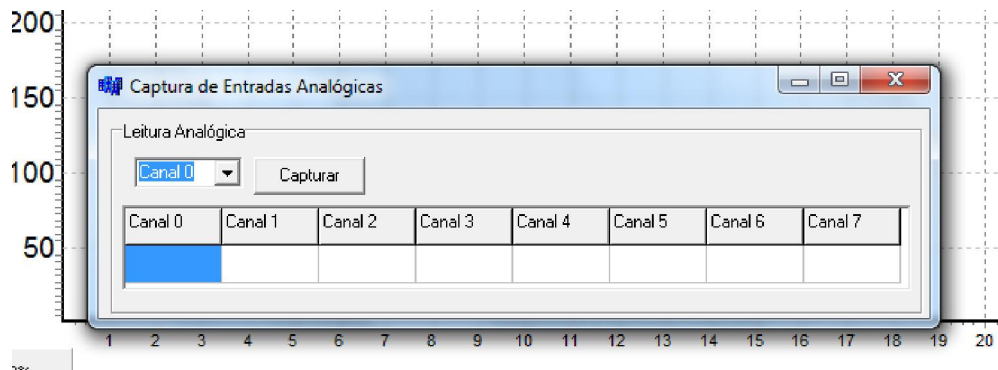 200
150
100
50
Captura de Entradas Analógicas
Leitura Analógica
Canal 0
Capturar
Canal 0 Canal 1 Canal 2 Canal 3 Canal 4 Canal 5 Canal 6 Canal 7
1 2 3 4 5 6 7 8 9 10 11 12 13 14 15 16 17 18 19 20